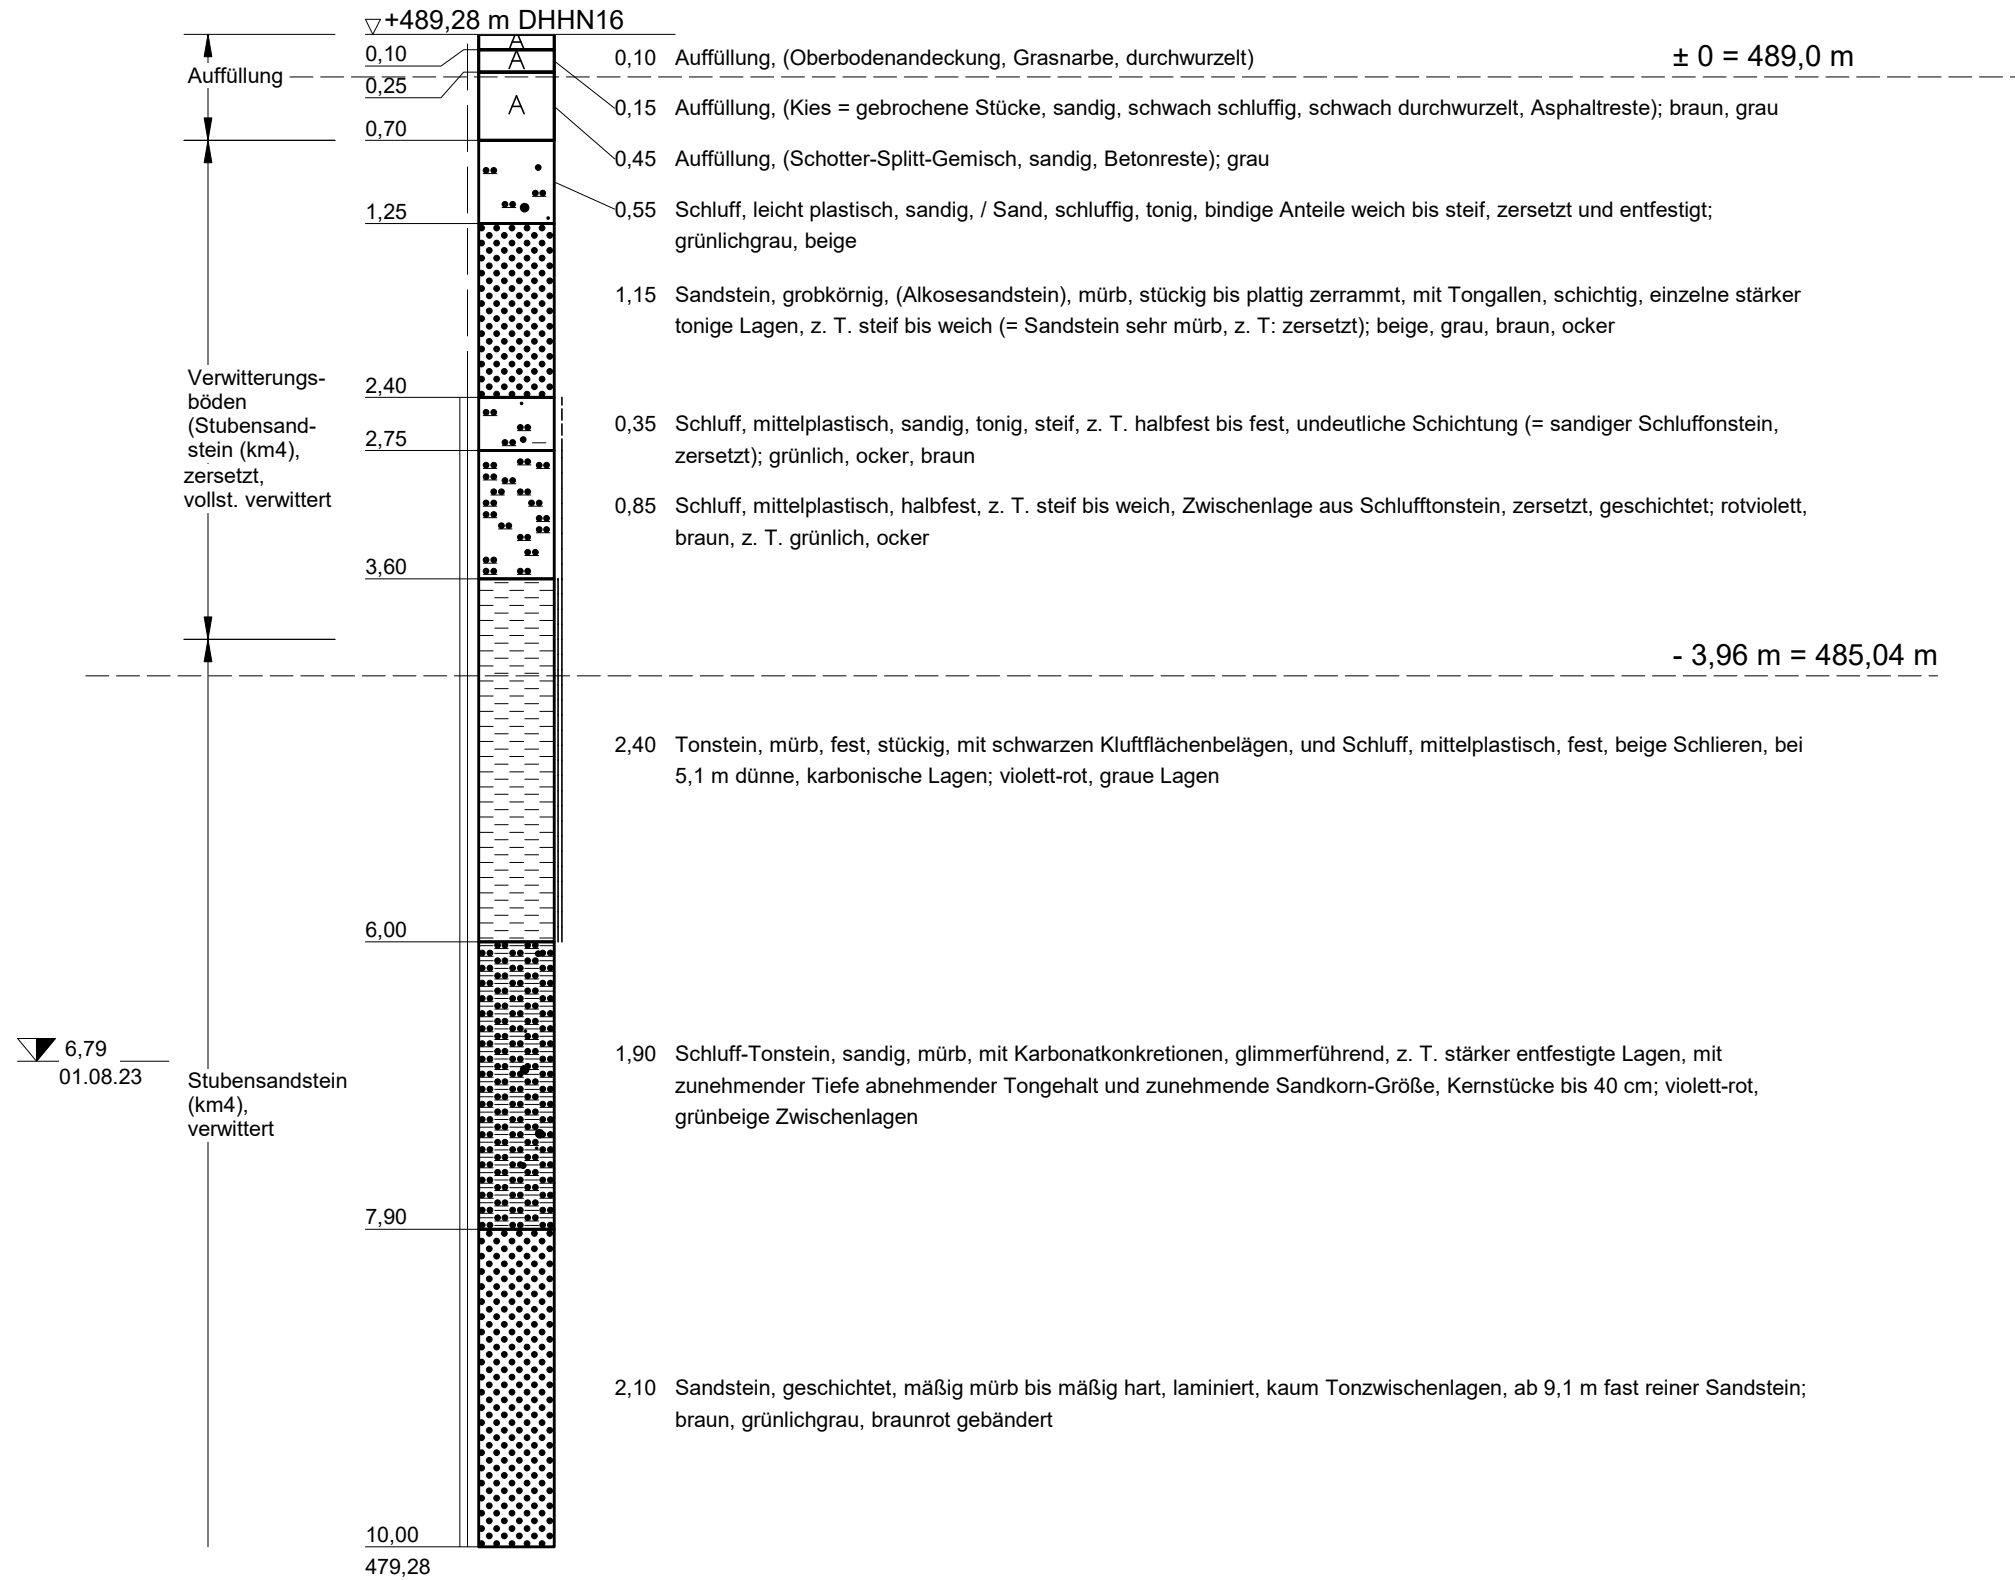 +489,28 m DHHN16
A
0,10
A
0,10 Auffüllung, (Oberbodenandeckung, Grasnarbe, durchwurzelt)
± 0 = 489,0 m
Auffüllung
0,25
A
0,15 Auffüllung, (Kies = gebrochene Stücke, sandig, schwach schluffig, schwach durchwurzelt, Asphaltreste); braun, grau
0,70
0,45 Auffüllung, (Schotter-Splitt-Gemisch, sandig, Betonreste); grau
1,25
0,55 Schluff, leicht plastisch, sandig, / Sand, schluffig, tonig, bindige Anteile weich bis steif, zersetzt und entfestigt;
grünlichgrau, beige
1,15 Sandstein, grobkörnig, (Alkosesandstein), mürb, stückig bis plattig zerrammt, mit Tongallen, schichtig, einzelne stärker
tonige Lagen, z. T. steif bis weich (= Sandstein sehr mürb, z. T: zersetzt); beige, grau, braun, ocker
Verwitterungs-
böden
(Stubensand-
stein (km4),
zersetzt,
vollst. verwittert
2,40
0,35 Schluff, mittelplastisch, sandig, tonig, steif, z. T. halbfest bis fest, undeutliche Schichtung (= sandiger Schluffonstein,
zersetzt); grünlich, ocker, braun
2,75
0,85 Schluff, mittelplastisch, halbfest, z. T. steif bis weich, Zwischenlage aus Schlufftonstein, zersetzt, geschichtet; rotviolett,
braun, z. T. grünlich, ocker
3,60
- 3,96 m = 485,04 m
2,40 Tonstein, mürb, fest, stückig, mit schwarzen Kluftflächenbelägen, und Schluff, mittelplastisch, fest, beige Schlieren, bei
5,1 m dünne, karbonische Lagen; violett-rot, graue Lagen
6,00
6,79
01.08.23
Stubensandstein
(km4),
verwittert
1,90 Schluff-Tonstein, sandig, mürb, mit Karbonatkonkretionen, glimmerführend, z. T. stärker entfestigte Lagen, mit
zunehmender Tiefe abnehmender Tongehalt und zunehmende Sandkorn-Größe, Kernstücke bis 40 cm; violett-rot,
grünbeige Zwischenlagen
7,90
2,10 Sandstein, geschichtet, mäßig mürb bis mäßig hart, laminiert, kaum Tonzwischenlagen, ab 9,1 m fast reiner Sandstein;
braun, grünlichgrau, braunrot gebändert
10,00
479,28